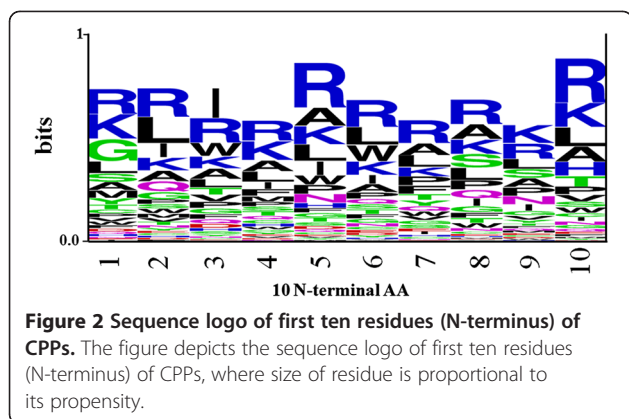 1
bits
0.0
1 2 3 4 5 6 7 8 9 10
10 N-terminal AA
Figure 2 Sequence logo of first ten residues (N-terminus) of
CPPs. The figure depicts the sequence logo of first ten residues
(N-terminus) of CPPs, where size of residue is proportional to
its propensity.